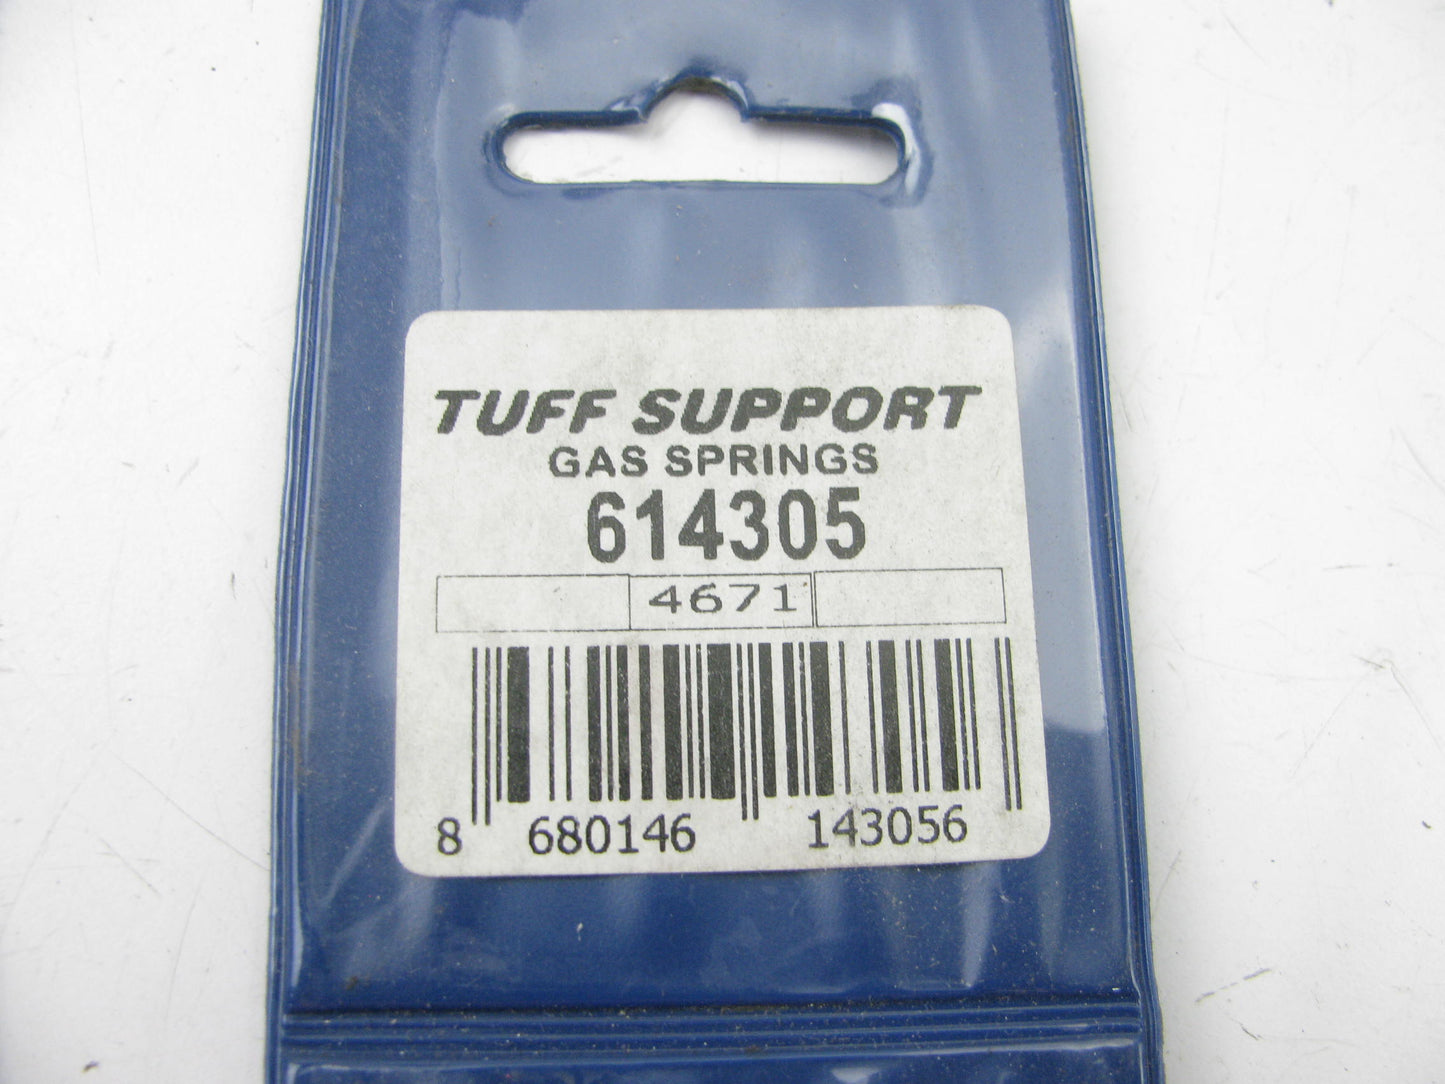 TUFF SUPPORT
GAS SPRINGS
614305
4671
8 680146 143056